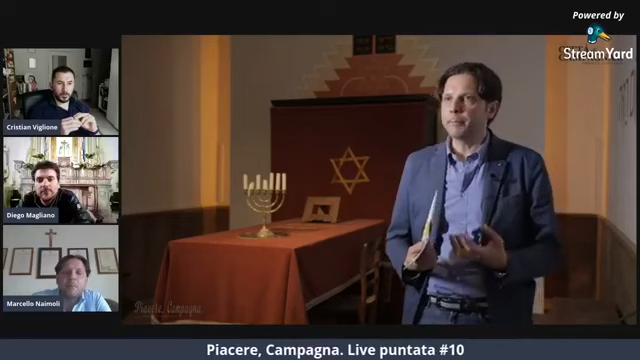 Powered by
StreamYard
Cristian Viglione
Diego Magliano
Marcello Naimoli
Piacere, Campagna.
Piacere, Campagna. Live puntata #10